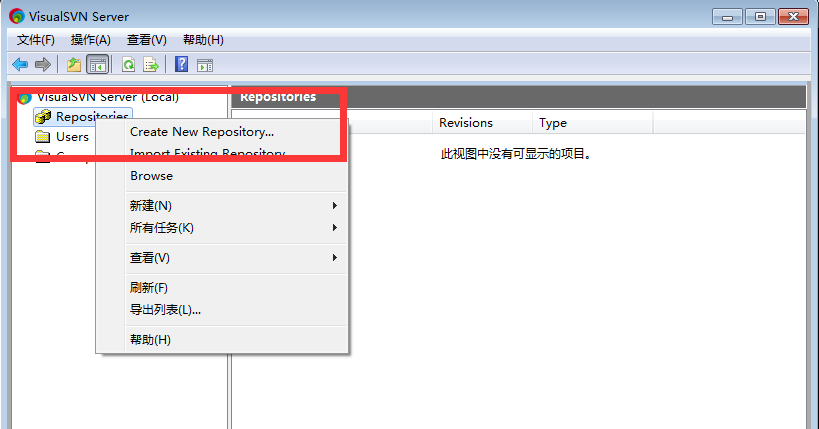 VisualSVN Server
文件(F) 操作(A) 查看(V) 帮助(H)
VisualSVN Server (Local)
Repositories
Users
Repositories
Revisions Type
此视图中没有可显示的项目。
Create New Repository...
Import Existing Repository
Browse
新建(N)
所有任务(K)
查看(V)
刷新(F)
导出列表(L)...
帮助(H)